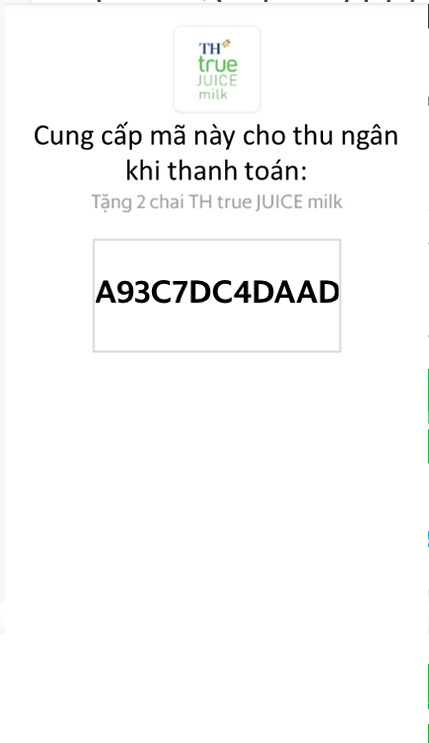 TH
true
JUICE
milk
Cung cấp mã này cho thu ngân
khi thanh toán:
Tặng 2 chai TH true JUICE milk
A93C7DC4DAAD